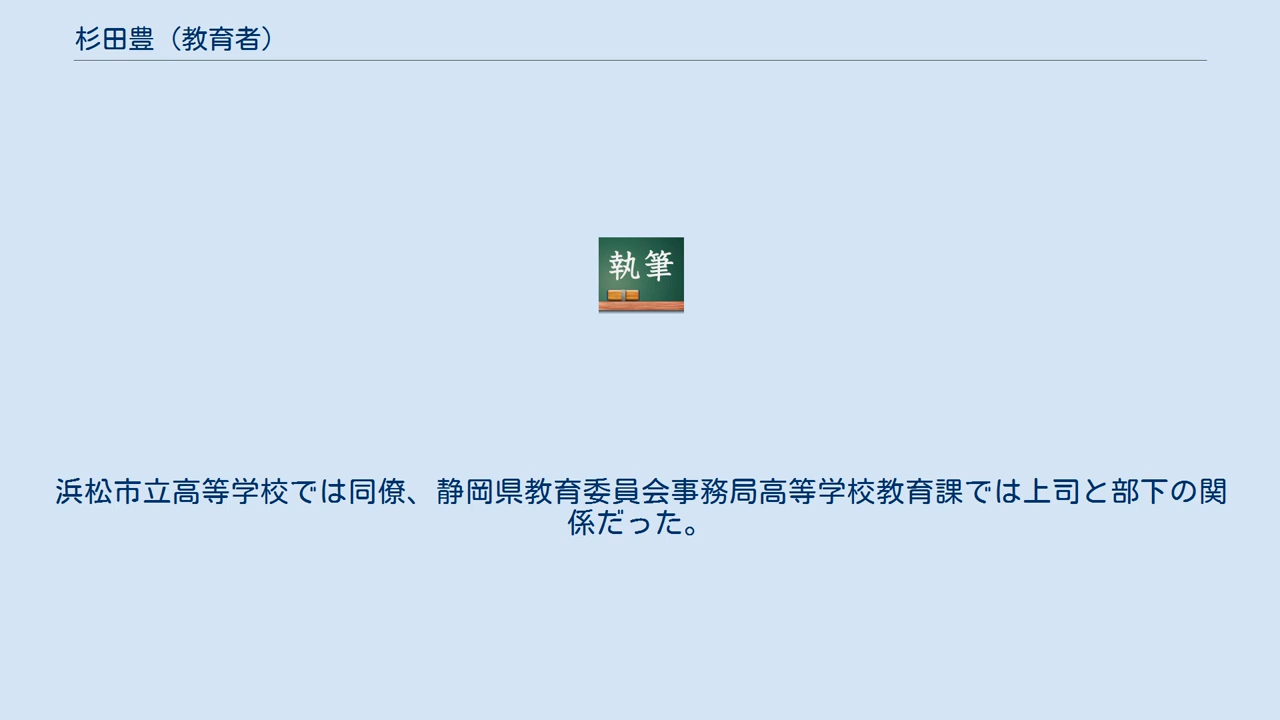 杉田豊（教育者）
執筆
浜松市立高等学校では同僚、静岡県教育委員会事務局高等学校教育課では上司と部下の関
係だった。